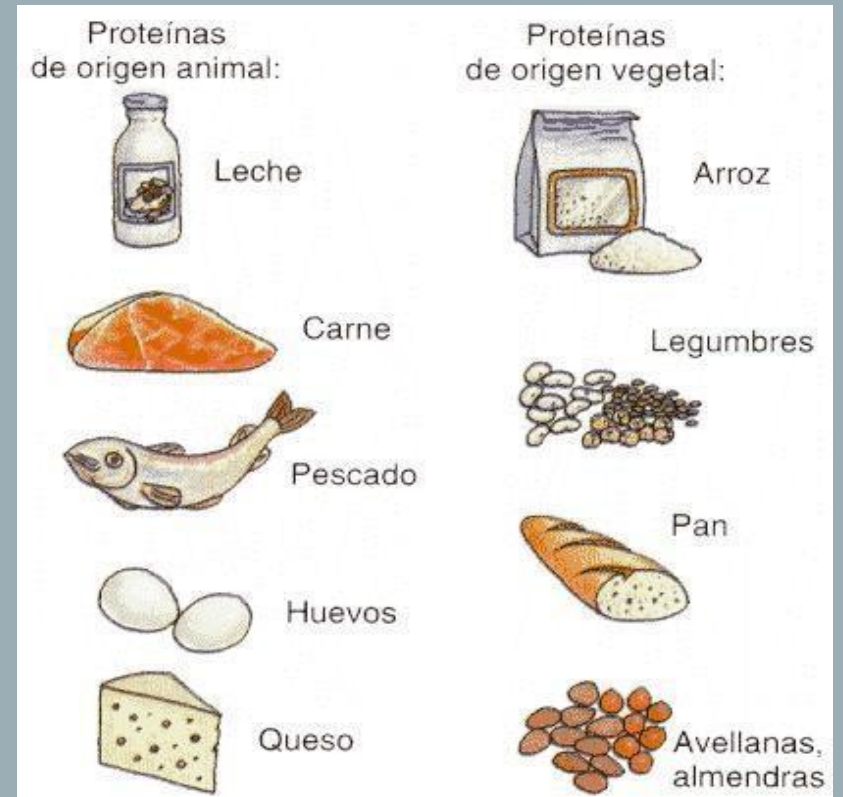 Proteínas
de origen animal:
Leche
Carne
Pescado
Huevos
Queso
Proteínas
de origen vegetal:
Arroz
Legumbres
Pan
Avellanas,
almendras